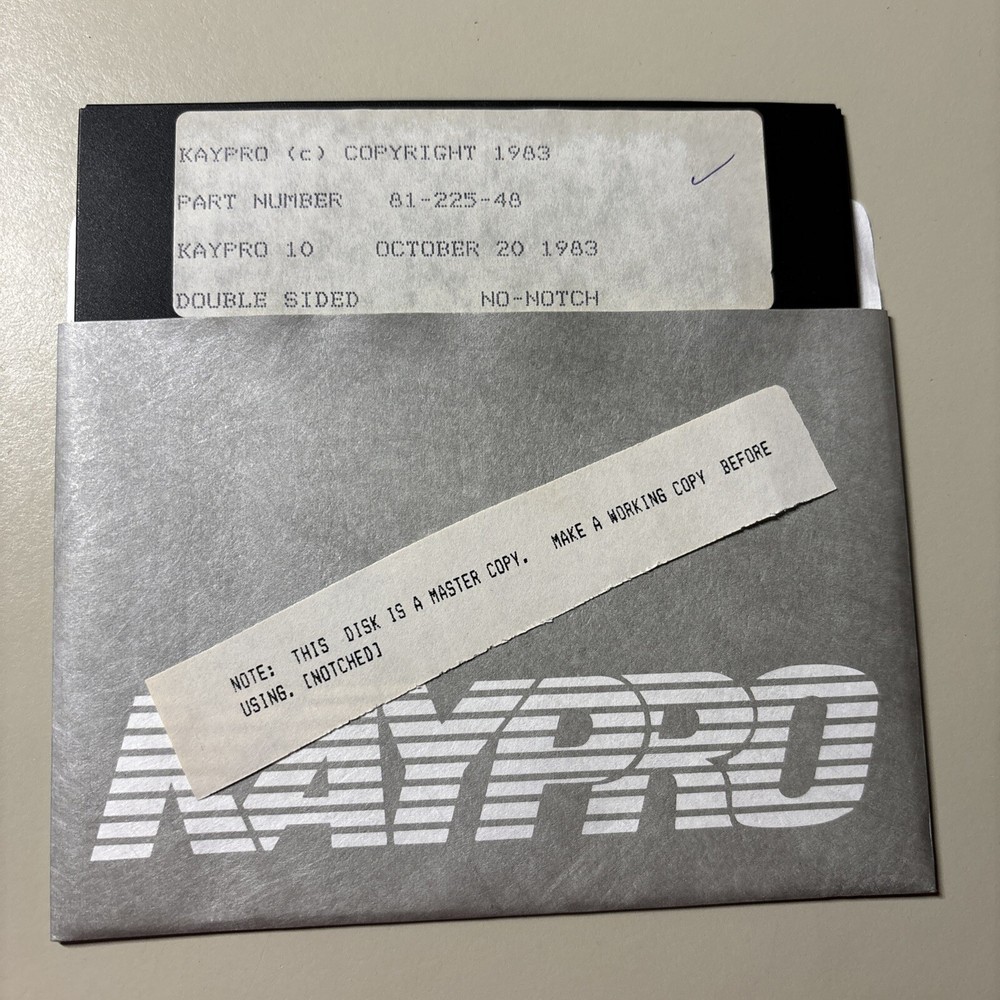 KAYPRO (c) COPYRIGHT 1983
PART NUMBER 81-225-48
KAYPRO 10 OCTOBER 20 1983
DOUBLE SIDED NO-NOTCH
NOTE: THIS DISK IS A MASTER COPY. MAKE A WORKING COPY BEFORE
USING. [NOTCHED]
KAYPRO